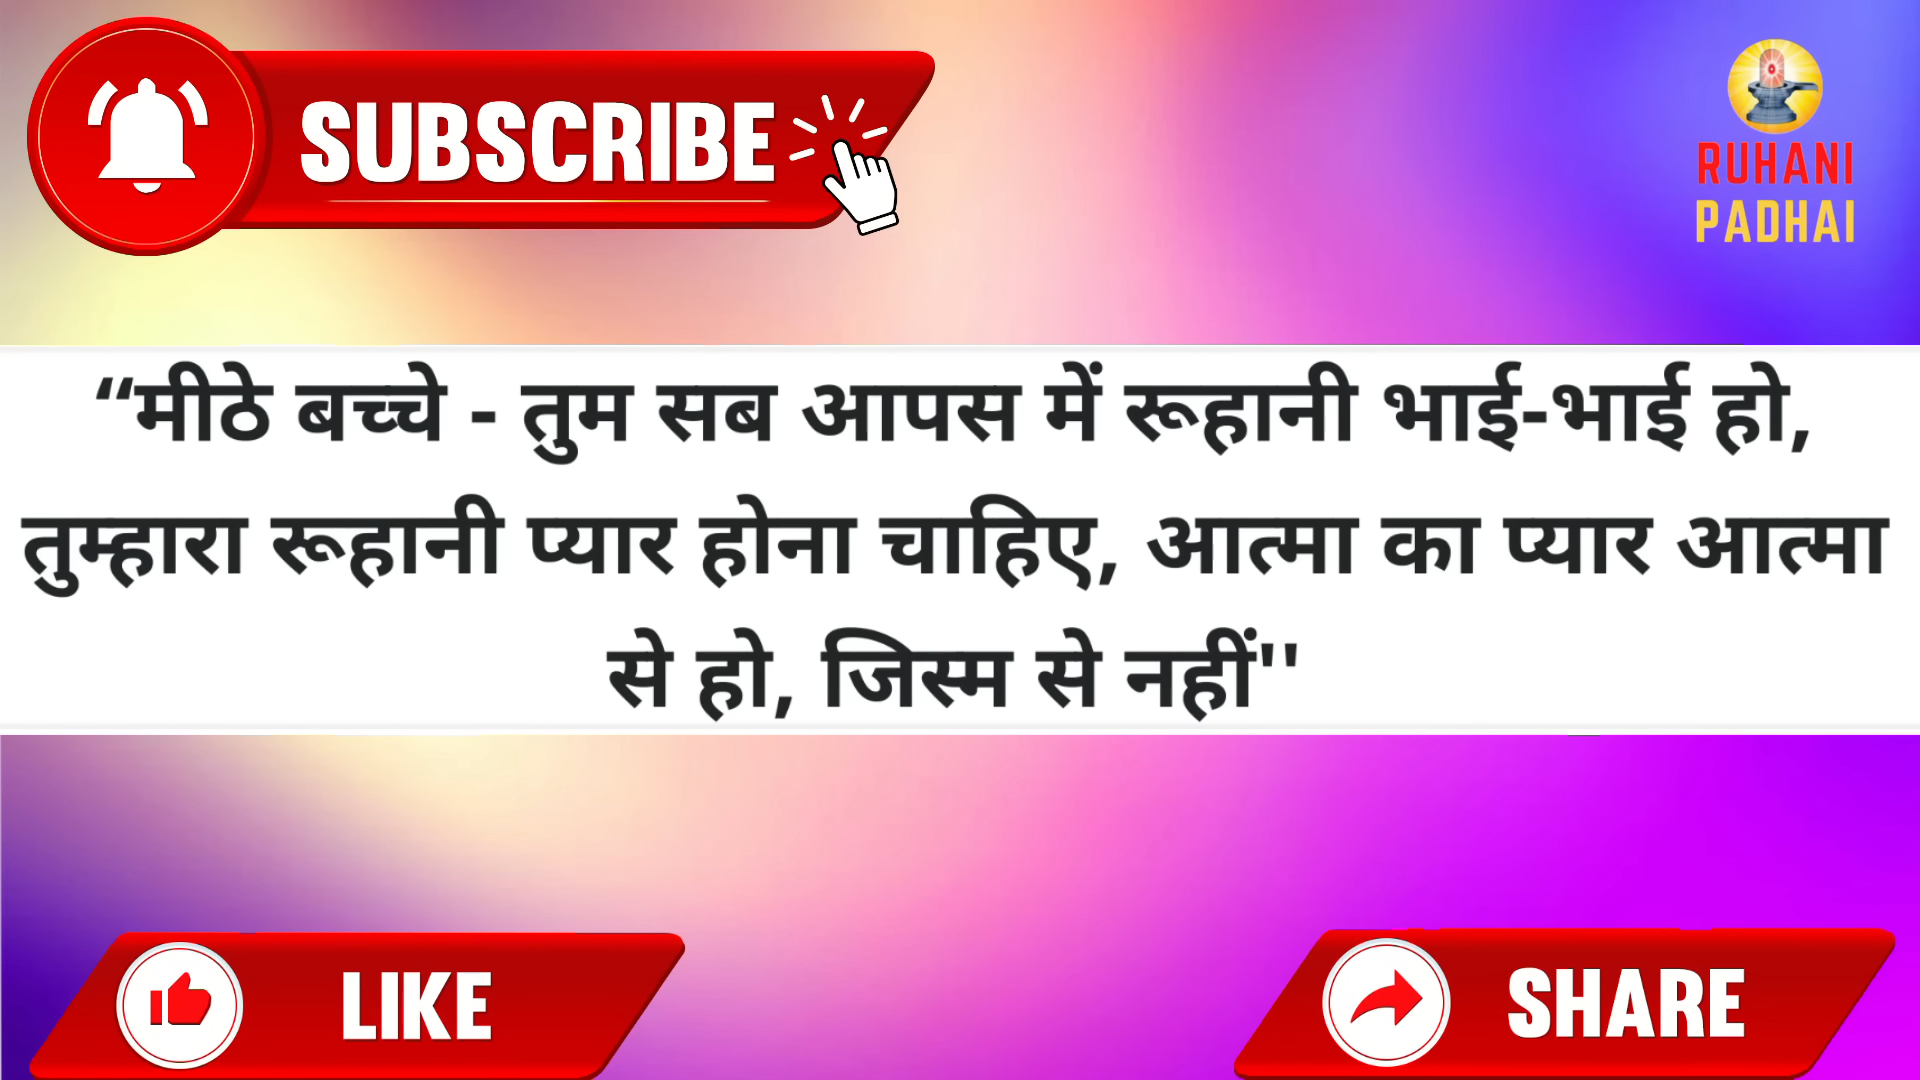 SUBSCRIBE
RUHANI
PADHAI
“मीठे बच्चे - तुम सब आपस में रूहानी भाई-भाई हो,
तुम्हारा रूहानी प्यार होना चाहिए, आत्मा का प्यार आत्मा
से हो, जिस्म से नहीं''
LIKE
SHARE